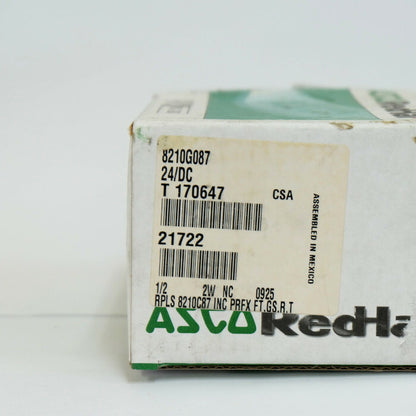 8210G087
24/DC
T 170647 CSA
21722
1/2 2W NC 0925
RPLS 8210C87 INC PREX FT,GS,R,T
ASSEMBLED IN MEXICO
ASCO RedHa